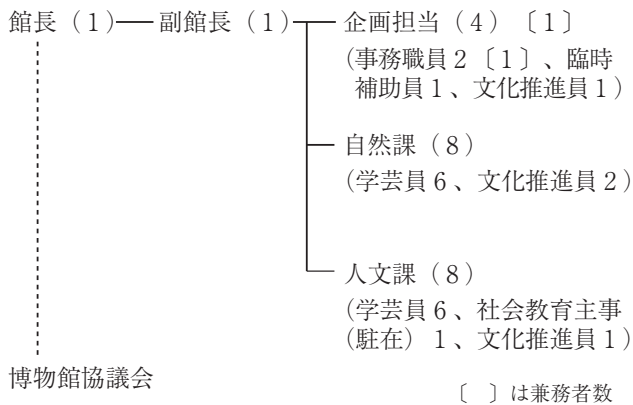 館長（1） 副館長（1） 企画担当（4）〔1〕
（事務職員2〔1〕、臨時
補助員1、文化推進員1）
自然課（8）
（学芸員6、文化推進員2）
人文課（8）
（学芸員6、社会教育主事
（駐在）1、文化推進員1）
博物館協議会
〔　〕は兼務者数